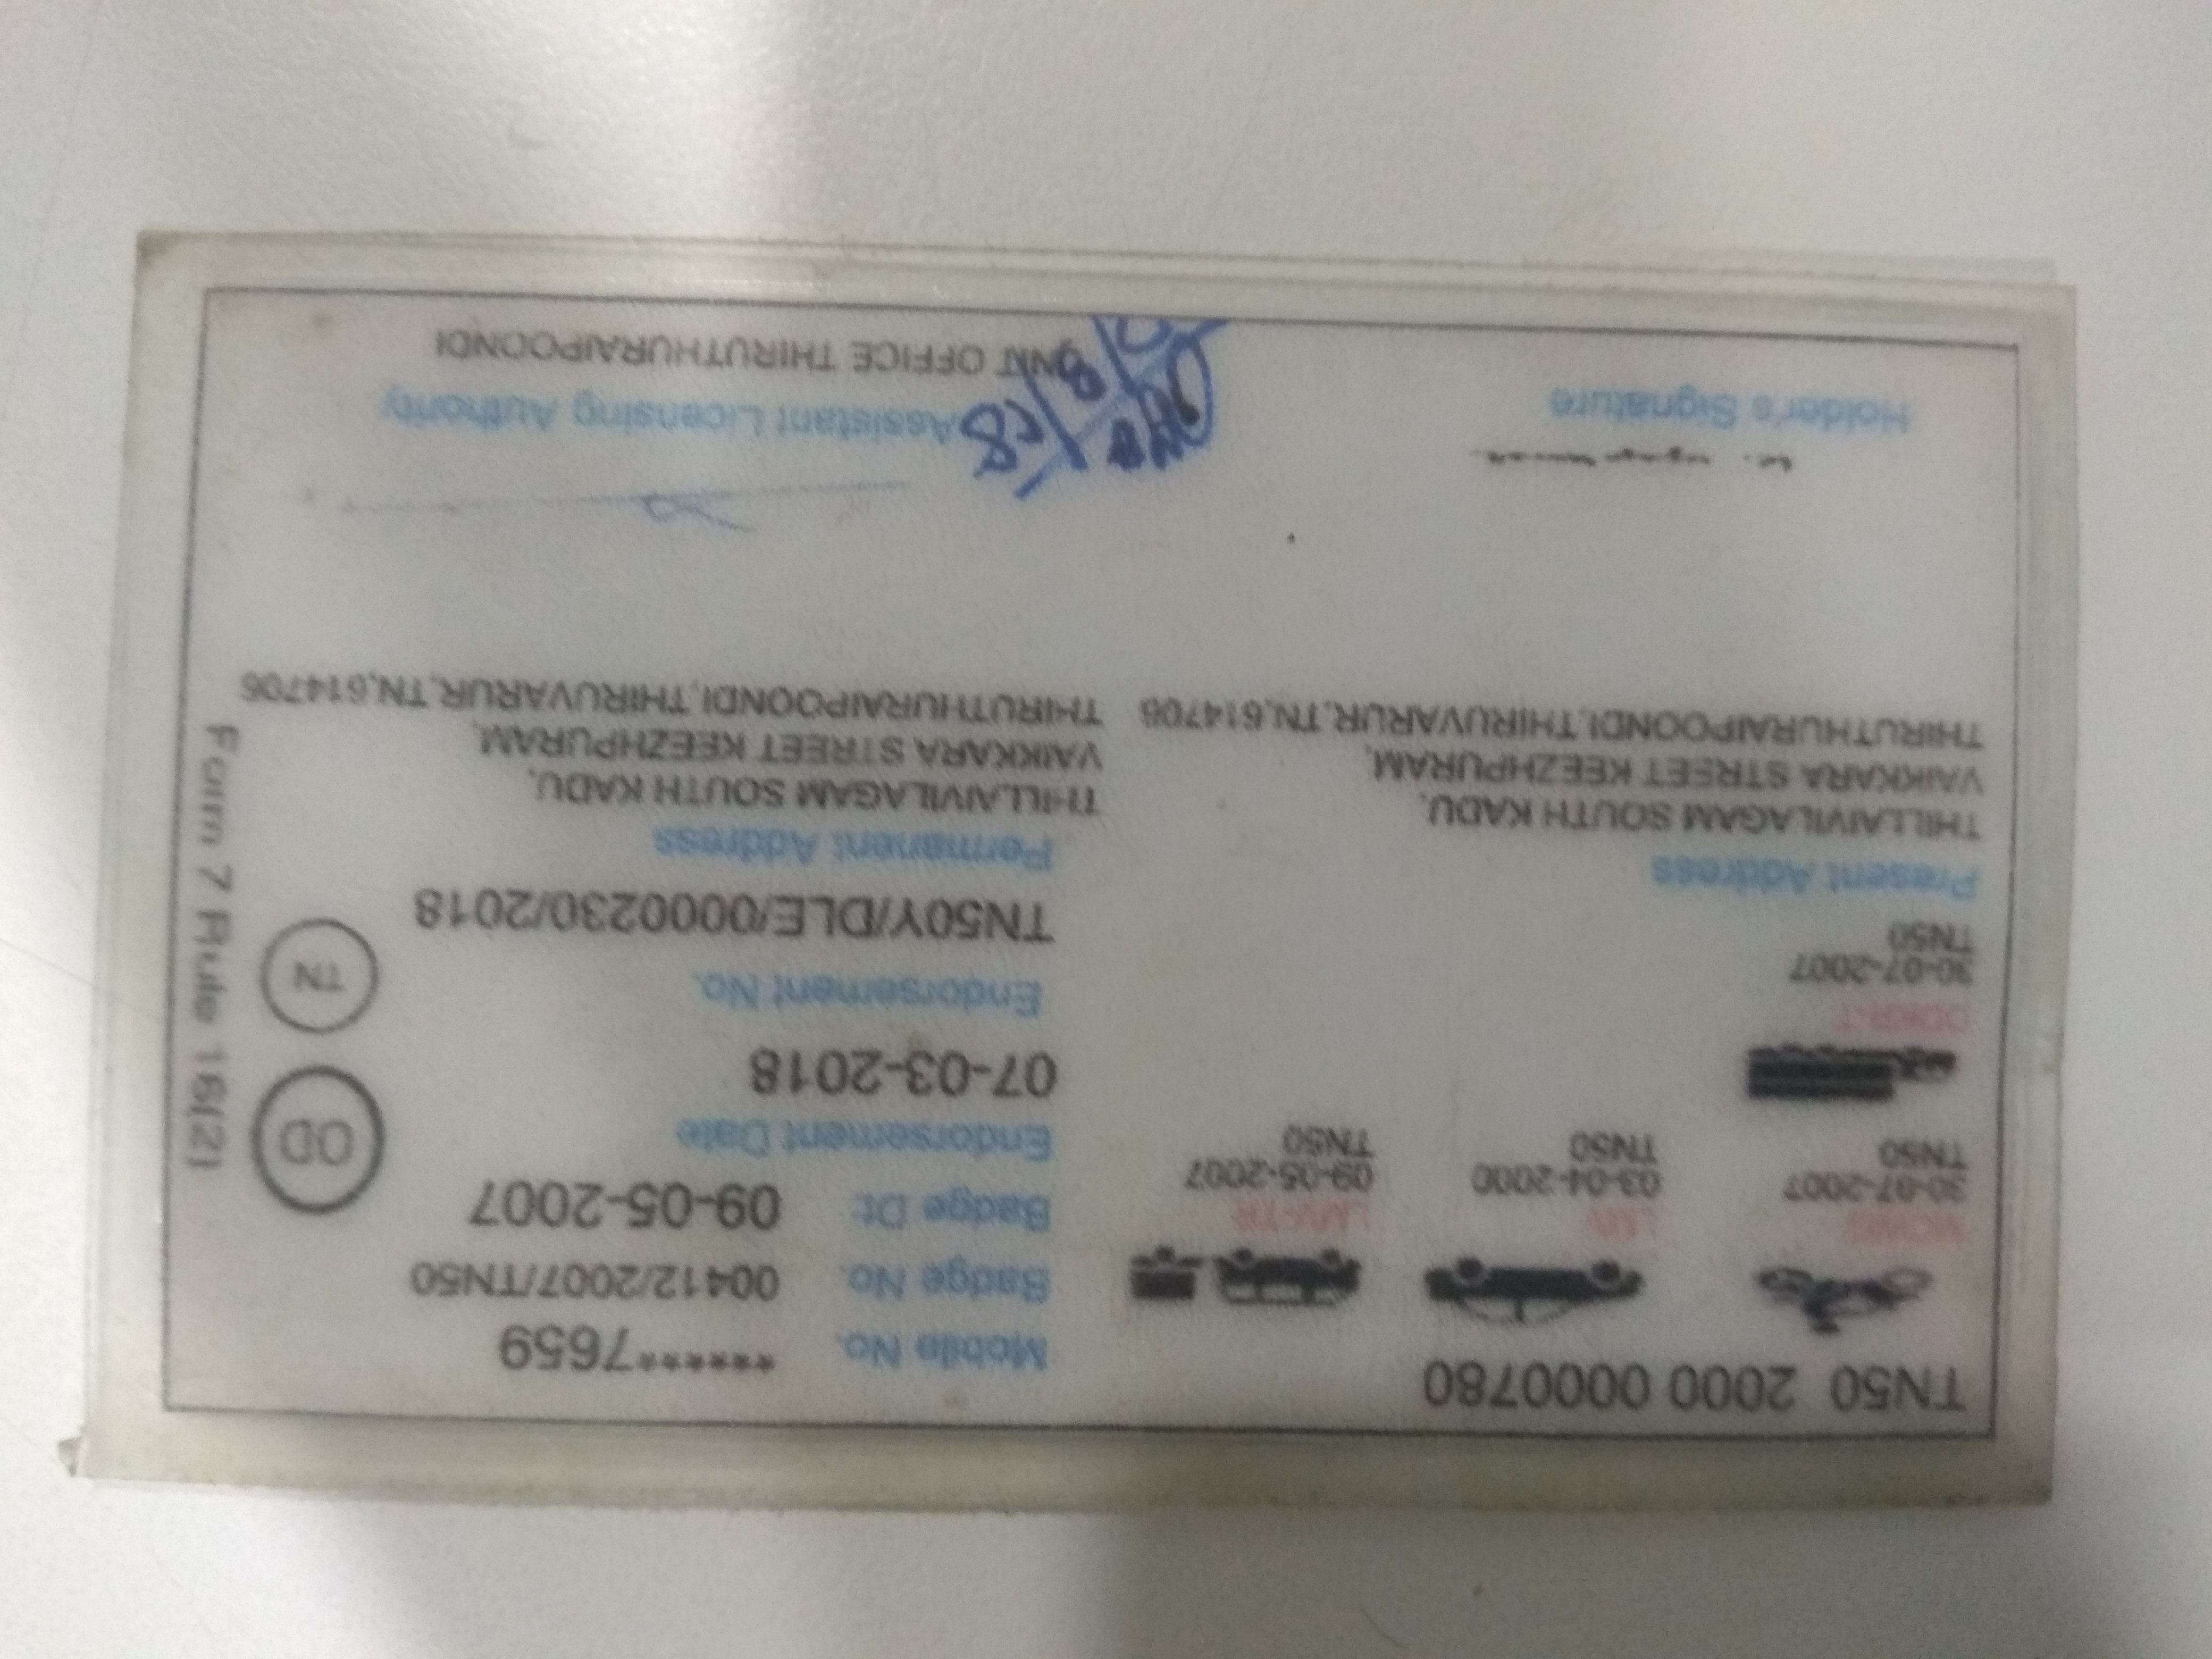 TN50 2000 0000780
MCWG
30-07-2007
TN50
LED
03-04-2000
TN50
LMV-TR
09-05-2007
TN50
30-07-2007
TN50
Present Address
THILLAIVILAGAM SOUTH KADU,
VAIKKARA STREET KEEZHPURAM,
THIRUTHURAIPOONDI,THIRUVARUR,TN,614706
Holder's Signature
Mobile No. ******7659
Badge No 00412/2007/TN50
Badge Dt 09-05-2007
Endorsement Date
07-03-2018
Endorsement No.
TN50Y/DLE/0000230/2018
Permanent Address
THILLAIVILAGAM SOUTH KADU,
VAIKKARA STREET KEEZHPURAM,
THIRUTHURAIPOONDI,THIRUVARUR,TN,614706
Assistant Licensing Authority
OFFICE THIRUTHURAIPOONDI
OD
TN
Form 7 Rule 16(2)